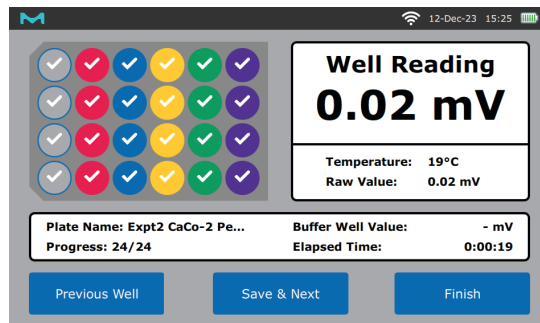 12-Dec-23 15:25
Well Reading
0.02 mV
Temperature: 19°C
Raw Value: 0.02 mV
Plate Name: Expt2 CaCo-2 Pe... Buffer Well Value: - mV
Progress: 24/24 Elapsed Time: 0:00:19
Previous Well Save & Next Finish